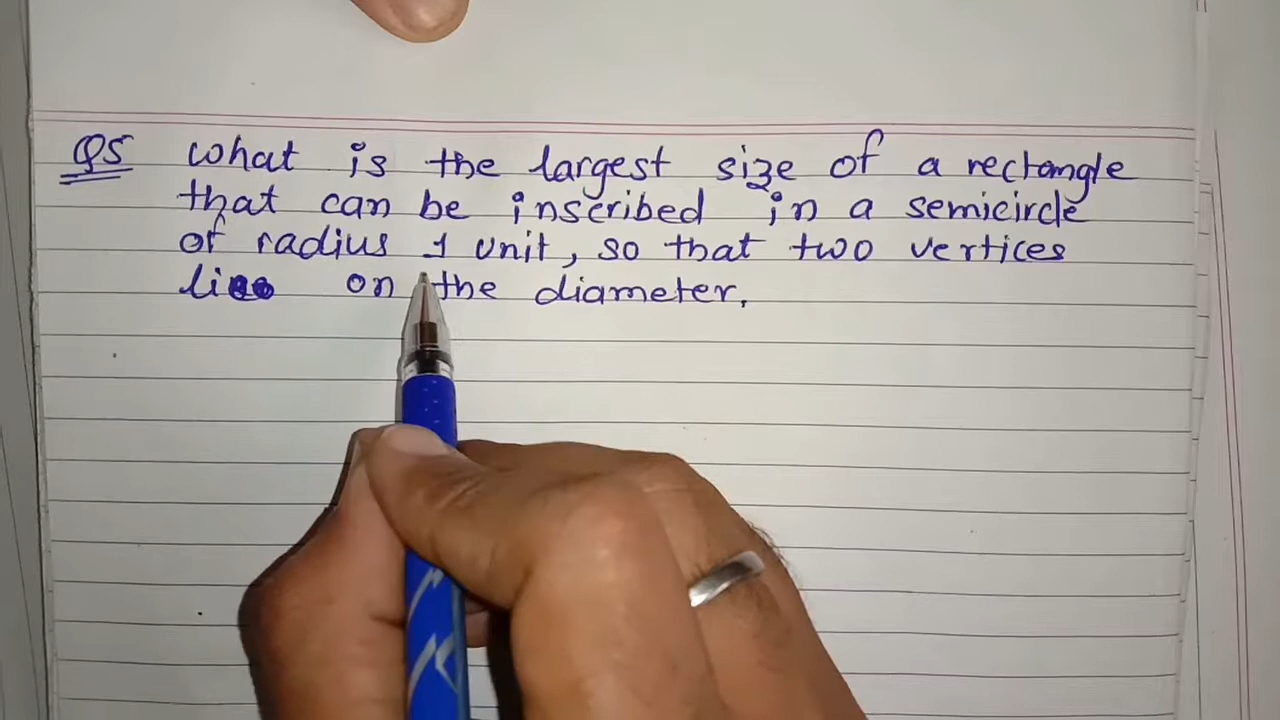 Q5 What is the largest size of a rectangle
that can be inscribed in a semicircle
of radius 1 unit, so that two vertices
lie on the diameter.